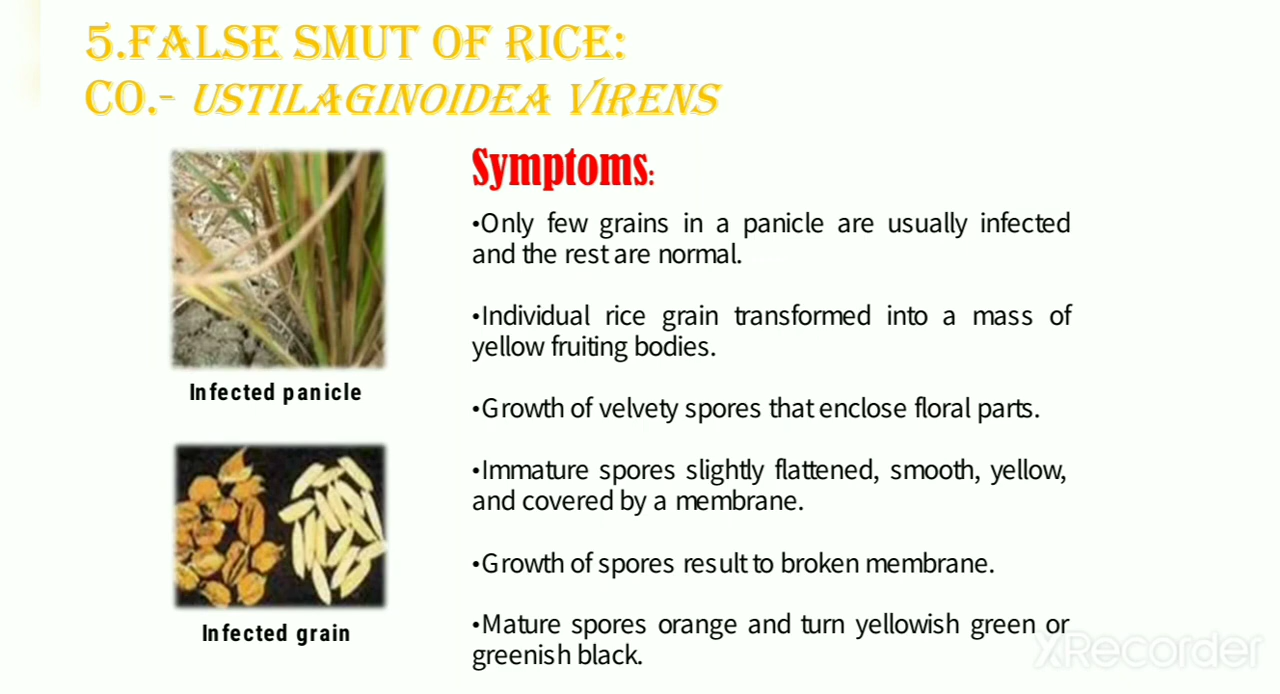 5.FALSE SMUT OF RICE:
CO.- USTILAGINOIDEA VIRENS
Symptoms:
•Only few grains in a panicle are usually infected
and the rest are normal.
•Individual rice grain transformed into a mass of
yellow fruiting bodies.
•Growth of velvety spores that enclose floral parts.
•Immature spores slightly flattened, smooth, yellow,
and covered by a membrane.
•Growth of spores result to broken membrane.
•Mature spores orange and turn yellowish green or
greenish black.
Infected panicle
Infected grain
XRecorder